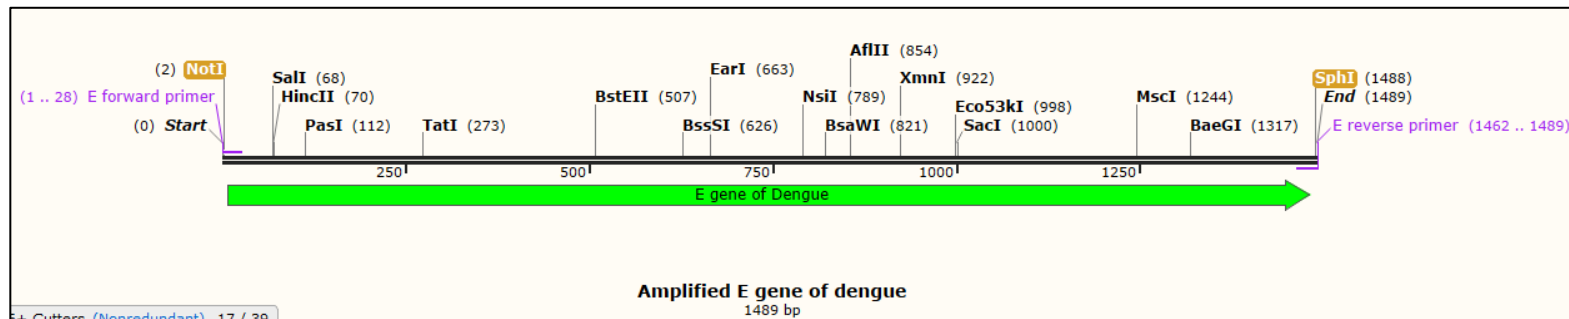 AflII (854)
(2) NotI
EarI (663)
SalI (68)
XmnI (922)
SphI (1488)
(1 .. 28) E forward primer
HincII (70)
BstEII (507)
NsiI (789)
Eco53kI (998)
MscI (1244)
End (1489)
(0) Start
PasI (112)
TatI (273)
BssSI (626)
BsaWI (821)
SacI (1000)
BaeGI (1317)
E reverse primer (1462 .. 1489)
250
500
750
1000
1250
E gene of Dengue
Amplified E gene of dengue
1489 bp
Cutters (Nonredundant) 17 / 39